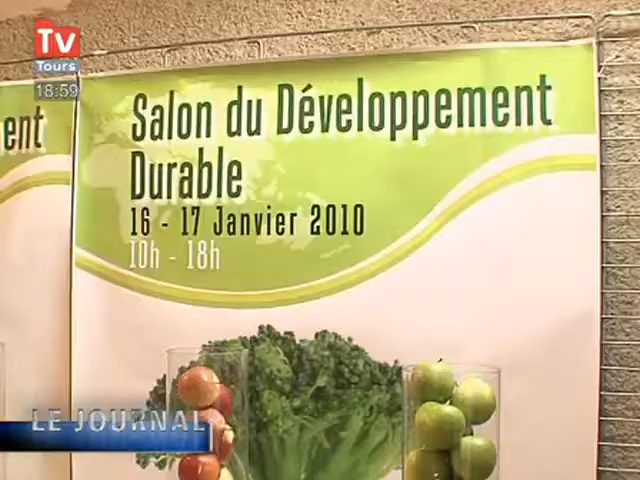 Tv
Tours
18:59
ent
Salon du Développement
Durable
16 - 17 Janvier 2010
10h - 18h
LE JOURNAL